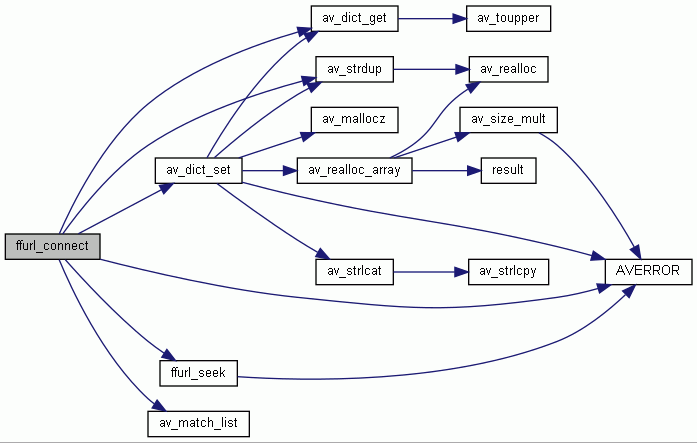 av_dict_get
av_toupper
av_strdup
av_realloc
av_mallocz
av_size_mult
av_dict_set
av_realloc_array
result
ffurl_connect
av_strlcat
av_strlcpy
AVERROR
ffurl_seek
av_match_list